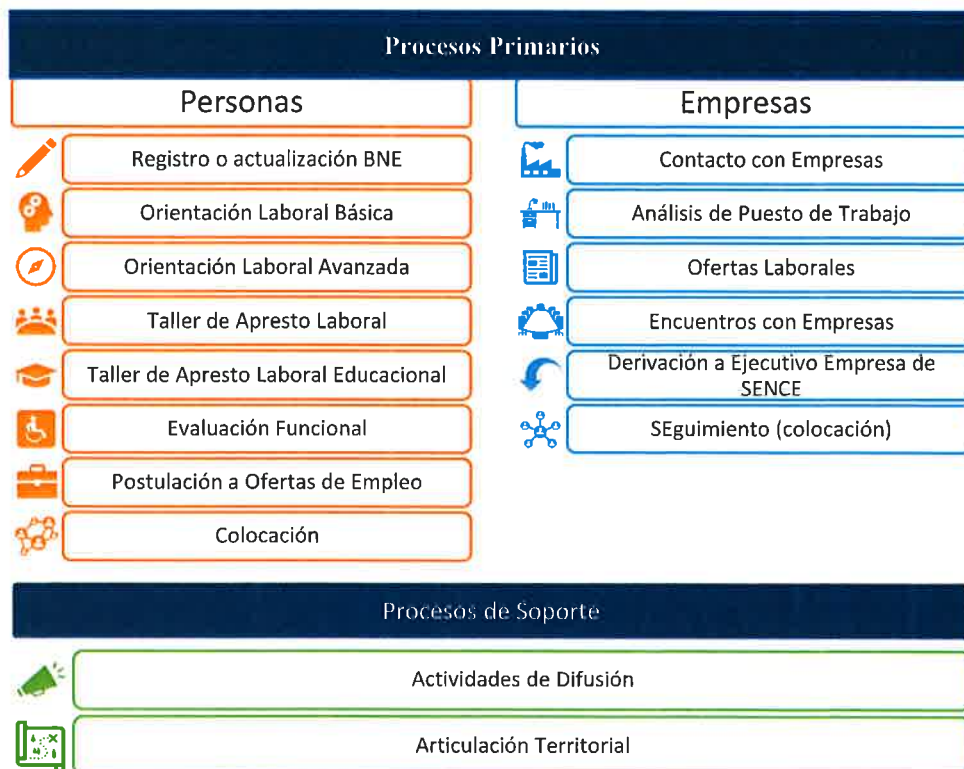 Procesos Primarios
Personas
Registro o actualización BNE
Orientación Laboral Básica
Orientación Laboral Avanzada
Taller de Apresto Laboral
Taller de Apresto Laboral Educacional
Evaluación Funcional
Postulación a Ofertas de Empleo
Colocación
Empresas
Contacto con Empresas
Análisis de Puesto de Trabajo
Ofertas Laborales
Encuentros con Empresas
Derivación a Ejecutivo Empresa de
SENCE
SEguimiento (colocación)
Procesos de Soporte
Actividades de Difusión
Articulación Territorial